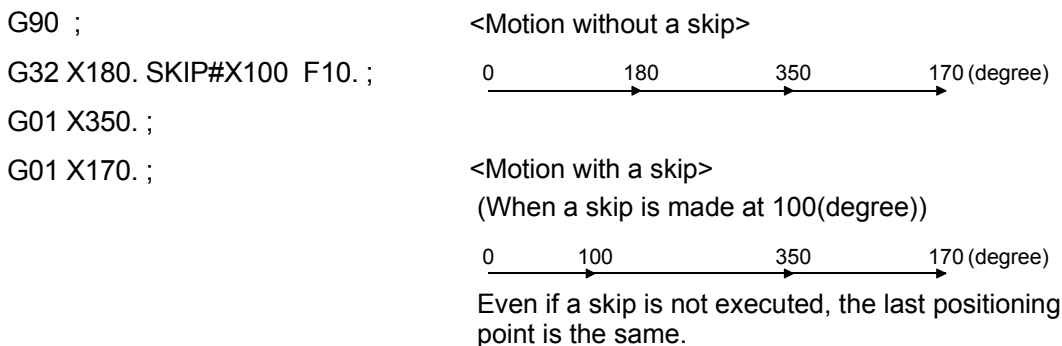 G90 ;
G32 X180. SKIP#X100 F10. ;
G01 X350. ;
G01 X170. ;
<Motion without a skip>
0 180 350 170 (degree)
<Motion with a skip>
(When a skip is made at 100(degree))
0 100 350 170 (degree)
Even if a skip is not executed, the last positioning
point is the same.